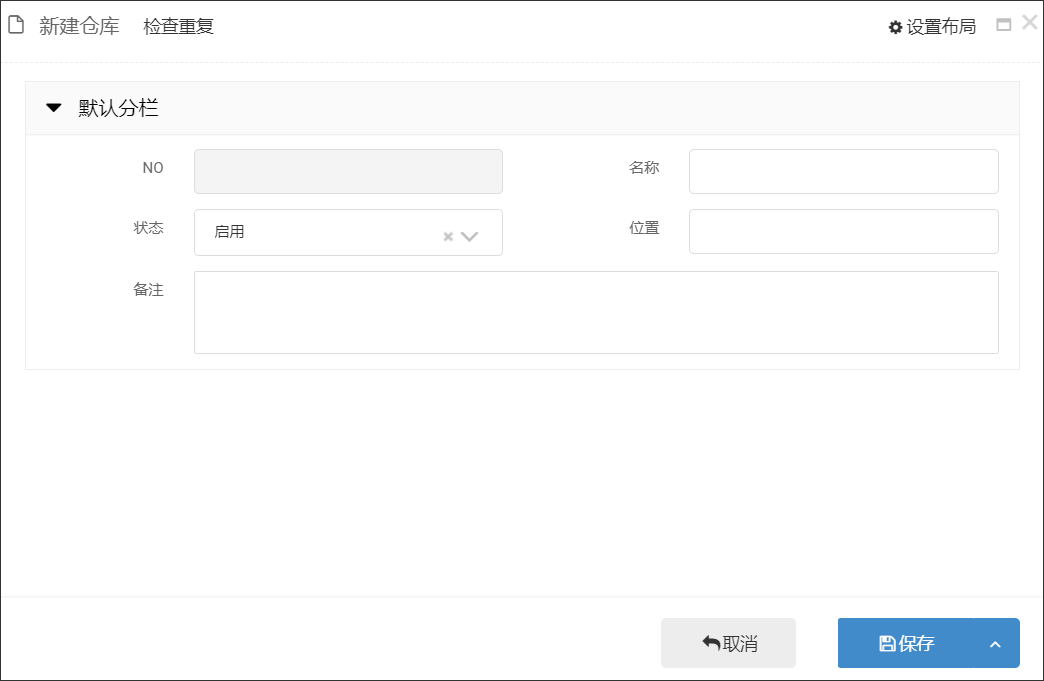 新建仓库 检查重复 设置布局
默认分栏
NO 名称
状态 启用 位置
备注
取消 保存